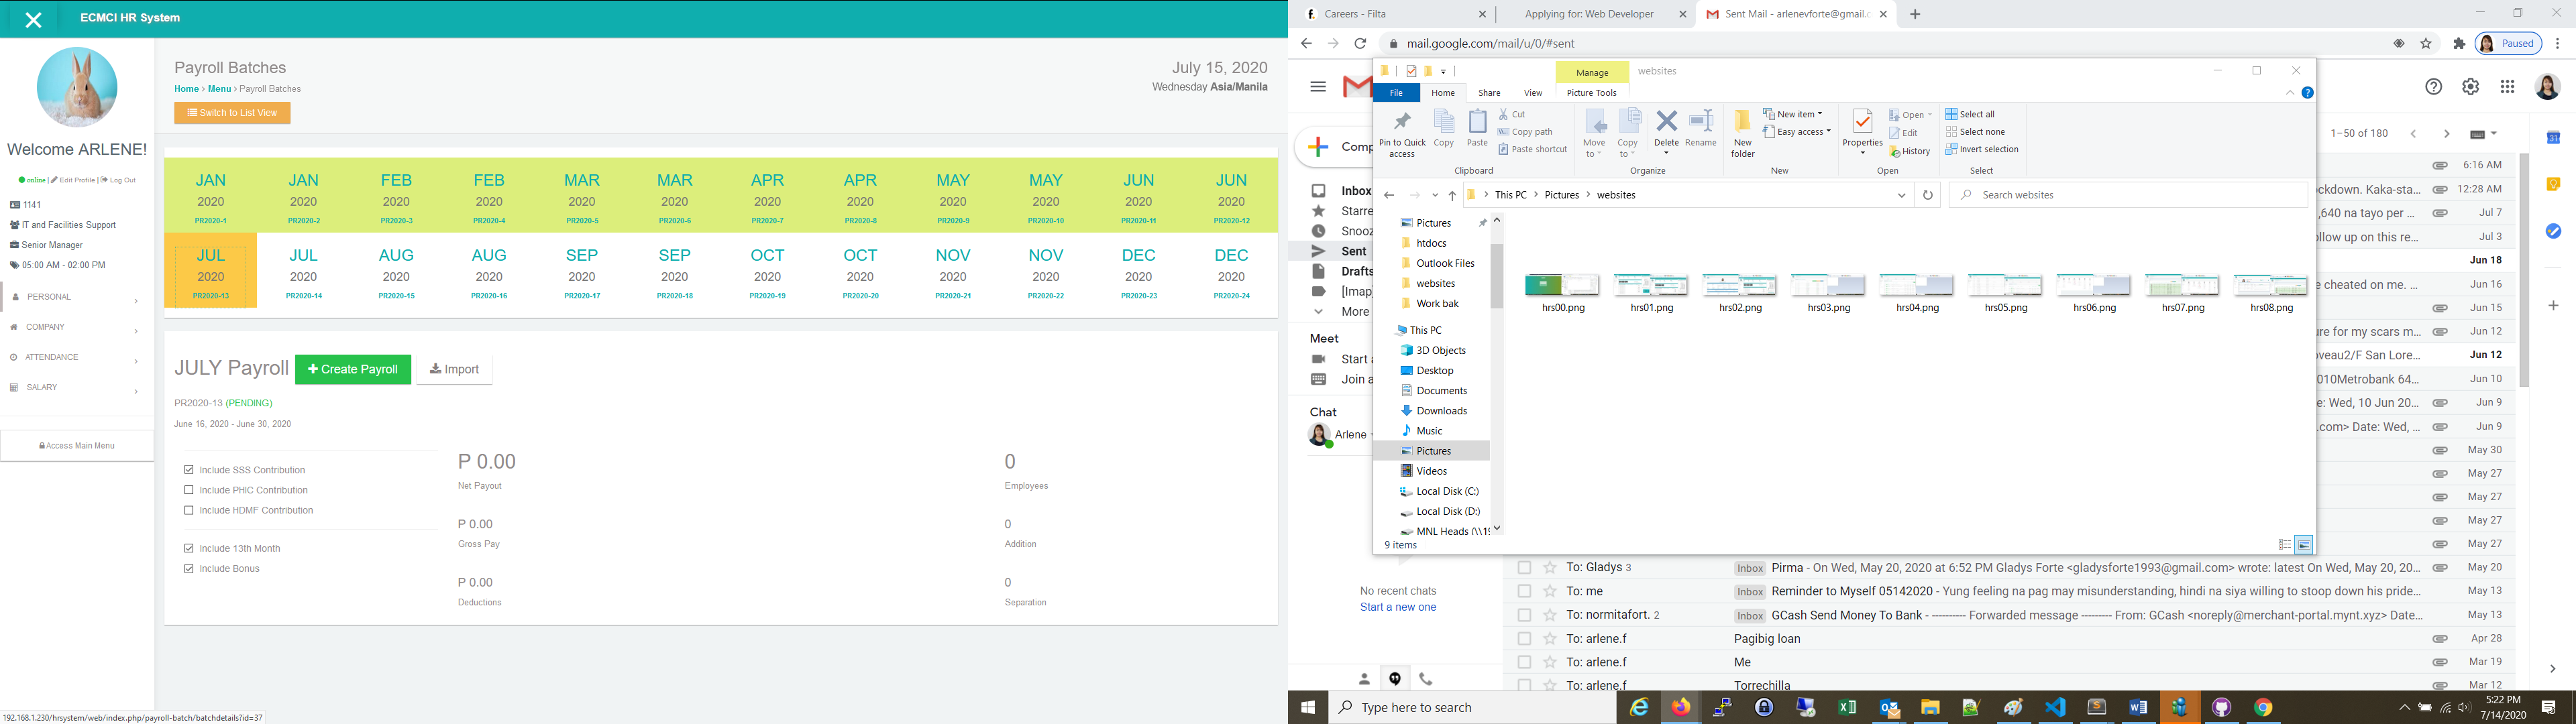 ECMCI HR System
Payroll Batches
Home > Menu > Payroll Batches
Switch to List View
July 15, 2020
Wednesday Asia/Manila
Welcome ARLENE!
online | Edit Profile | Log Out
1141
IT and Facilities Support
Senior Manager
05:00 AM - 02:00 PM
PERSONAL
COMPANY
ATTENDANCE
SALARY
Access Main Menu
JAN JAN FEB FEB MAR MAR APR APR MAY MAY JUN JUN
2020 2020 2020 2020 2020 2020 2020 2020 2020 2020 2020 2020
PR2020-1 PR2020-2 PR2020-3 PR2020-4 PR2020-5 PR2020-6 PR2020-7 PR2020-8 PR2020-9 PR2020-10 PR2020-11 PR2020-12
JUL JUL AUG AUG SEP SEP OCT OCT NOV NOV DEC DEC
2020 2020 2020 2020 2020 2020 2020 2020 2020 2020 2020 2020
PR2020-13 PR2020-14 PR2020-15 PR2020-16 PR2020-17 PR2020-18 PR2020-19 PR2020-20 PR2020-21 PR2020-22 PR2020-23 PR2020-24
JULY Payroll Create Payroll Import
PR2020-13 (PENDING)
June 16, 2020 - June 30, 2020
Include SSS Contribution
Include PHIC Contribution
Include HDMF Contribution
Include 13th Month
Include Bonus
P 0.00
Net Payout
P 0.00
Gross Pay
P 0.00
Deductions
0
Employees
0
Addition
0
Separation
192.168.1.230/hrsystem/web/index.php/payroll-batch/batchdetails?id=37
Careers - Filta
Applying for: Web Developer
Sent Mail - arlenevforte@gmail.c
mail.google.com/mail/u/0/#sent
Paused
Manage
websites
File Home Share View Picture Tools
Pin to Quick access
Copy
Paste
Cut
Copy path
Paste shortcut
Clipboard
Move to
Copy to
Delete
Rename
Organize
New folder
New item
Easy access
New
Properties
Open
Edit
History
Open
Select all
Select none
Invert selection
Select
This PC > Pictures > websites
Search websites
Pictures
htdocs
Outlook Files
websites
Work bak
This PC
3D Objects
Desktop
Documents
Downloads
Music
Pictures
Videos
Local Disk (C:)
Local Disk (D:)
MNL Heads (\\19
hrs00.png hrs01.png hrs02.png hrs03.png hrs04.png hrs05.png hrs06.png hrs07.png hrs08.png
9 items
Comp
Inbox
Starre
Snooz
Sent
Drafts
[Imap
More
Meet
Start a
Join a
Chat
Arlene
No recent chats
Start a new one
1–50 of 180
6:16 AM
ockdown. Kaka-sta... 12:28 AM
,640 na tayo per ... Jul 7
ollow up on this re... Jul 3
Jun 18
e cheated on me. ... Jun 16
Jun 15
ure for my scars m... Jun 12
oveau2/F San Lore... Jun 12
010Metrobank 64... Jun 10
e: Wed, 10 Jun 20... Jun 9
.com> Date: Wed, ... Jun 9
May 30
May 27
May 27
May 27
May 27
To: Gladys 3 Inbox Pirma - On Wed, May 20, 2020 at 6:52 PM Gladys Forte <gladysforte1993@gmail.com> wrote: latest On Wed, May 20, 20... May 20
To: me Inbox Reminder to Myself 05142020 - Yung feeling na pag may misunderstanding, hindi na siya willing to stoop down his pride... May 13
To: normitafort. 2 Inbox GCash Send Money To Bank - ---------- Forwarded message --------- From: GCash <noreply@merchant-portal.mynt.xyz> Date... May 13
To: arlene.f Pagibig loan Apr 28
To: arlene.f Me Mar 19
To: arlene.f Torrechilla Mar 12
Type here to search
5:22 PM
7/14/2020